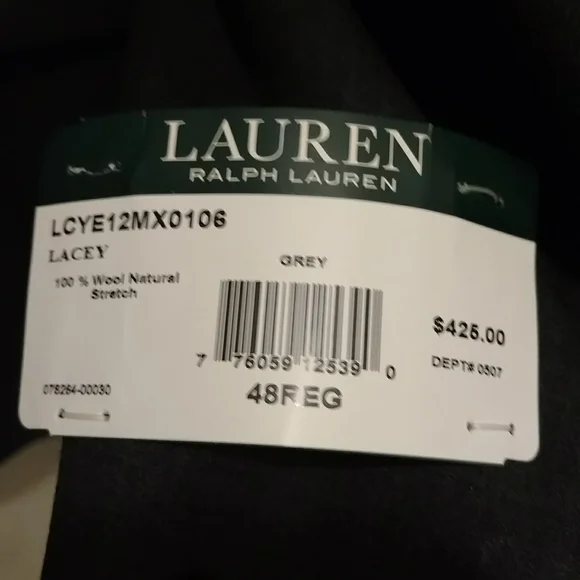 LAUREN
RALPH LAUREN
LCYE12MX0106
LACEY
100 % Wool Natural
Stretch
GREY
7 76059 12539 0
$425.00
DEPT# 0507
078264-00030
48REG